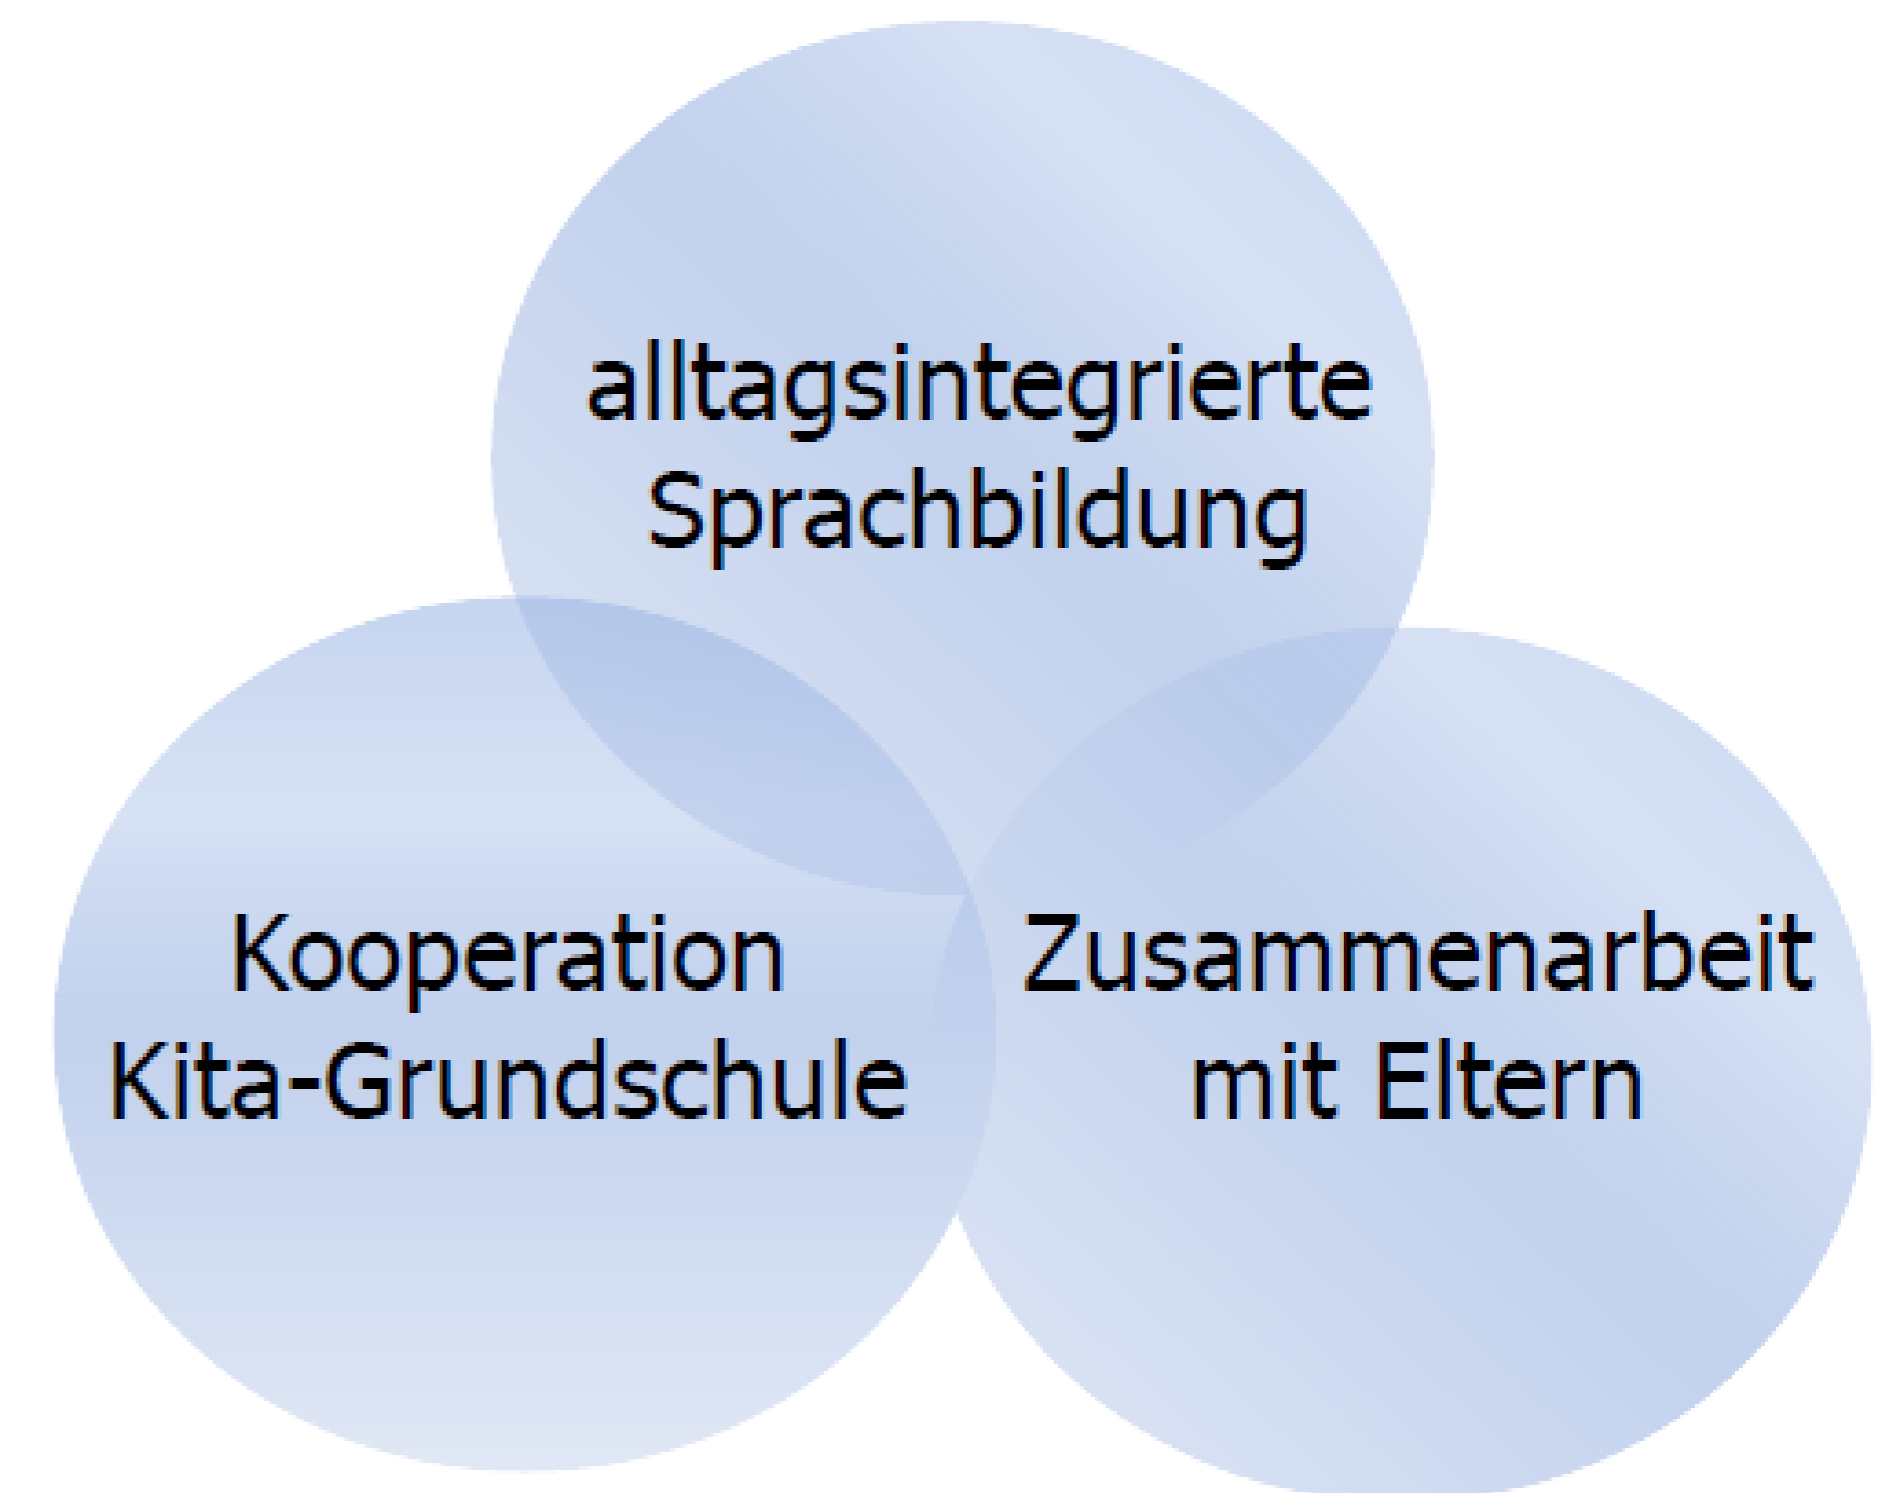 alltagsintegrierte
Sprachbildung
Kooperation
Kita-Grundschule
Zusammenarbeit
mit Eltern